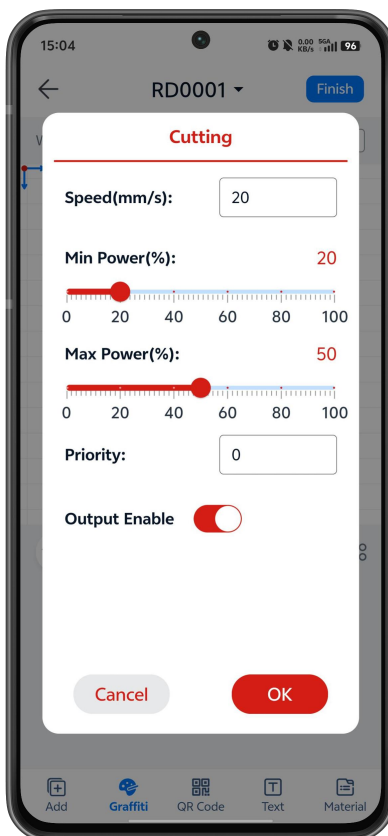 15:04 0.00 KB/s 5GA 96
RD0001 Finish
Cutting
Speed(mm/s): 20
Min Power(%): 20
0 20 40 60 80 100
Max Power(%): 50
0 20 40 60 80 100
Priority: 0
Output Enable
Cancel OK
Add Graffiti QR Code Text Material